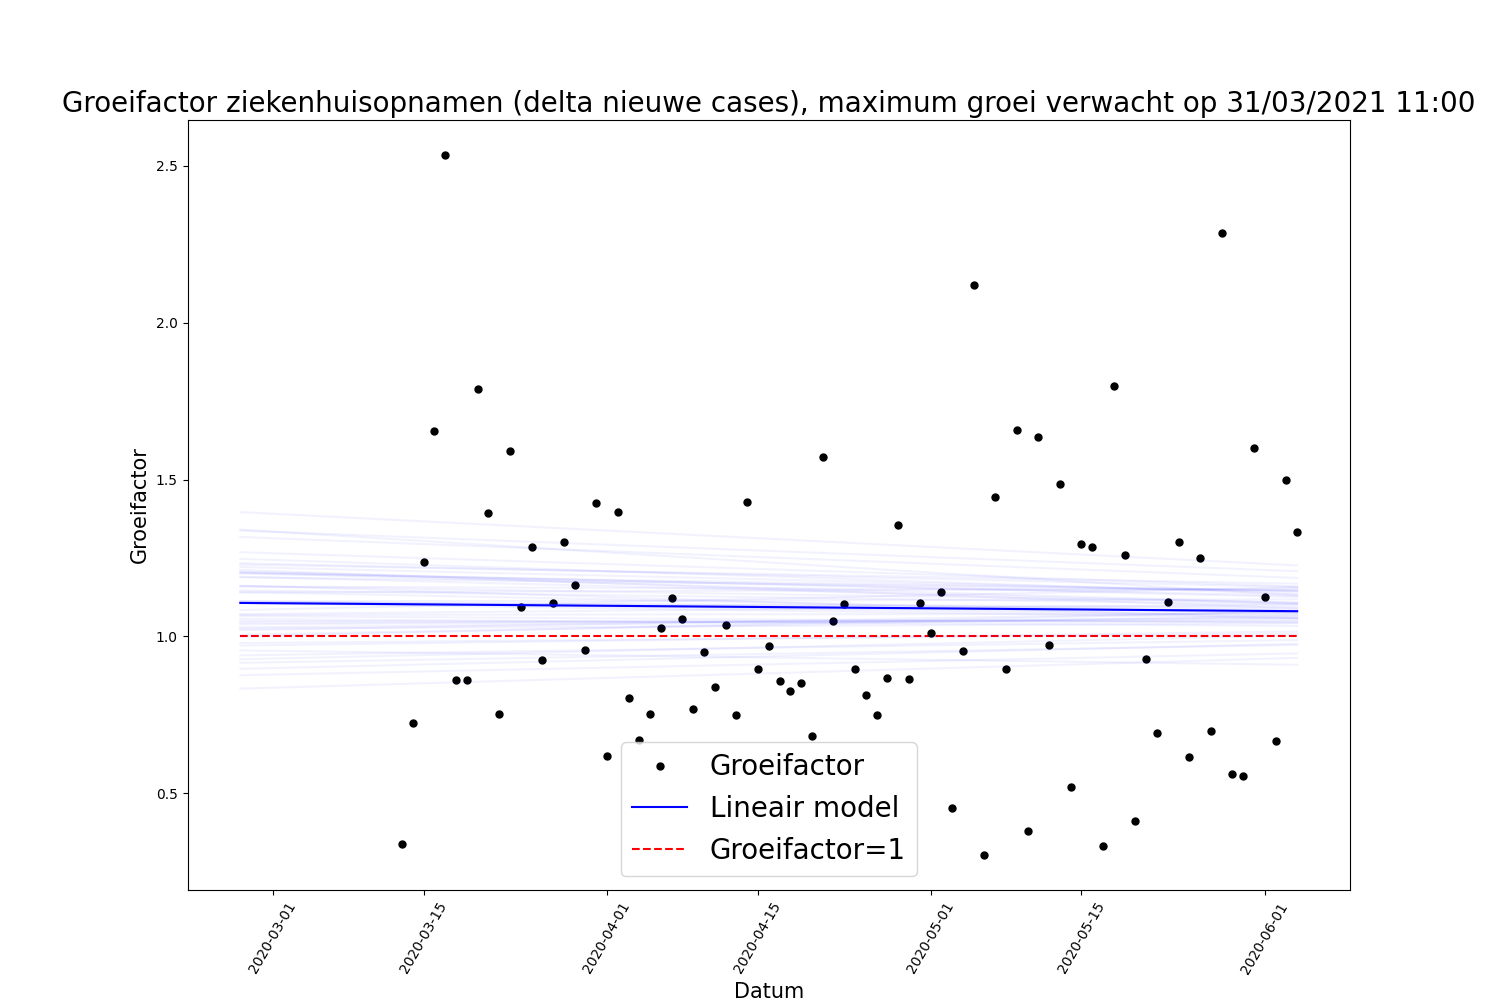 Groeifactor ziekenhuisopnamen (delta nieuwe cases), maximum groei verwacht op 31/03/2021 11:00
2.5
2.0
1.5
1.0
0.5
Groeifactor
Groeifactor
Lineair model
Groeifactor=1
2020-03-01
2020-03-15
2020-04-01
2020-04-15
2020-05-01
2020-05-15
2020-06-01
Datum